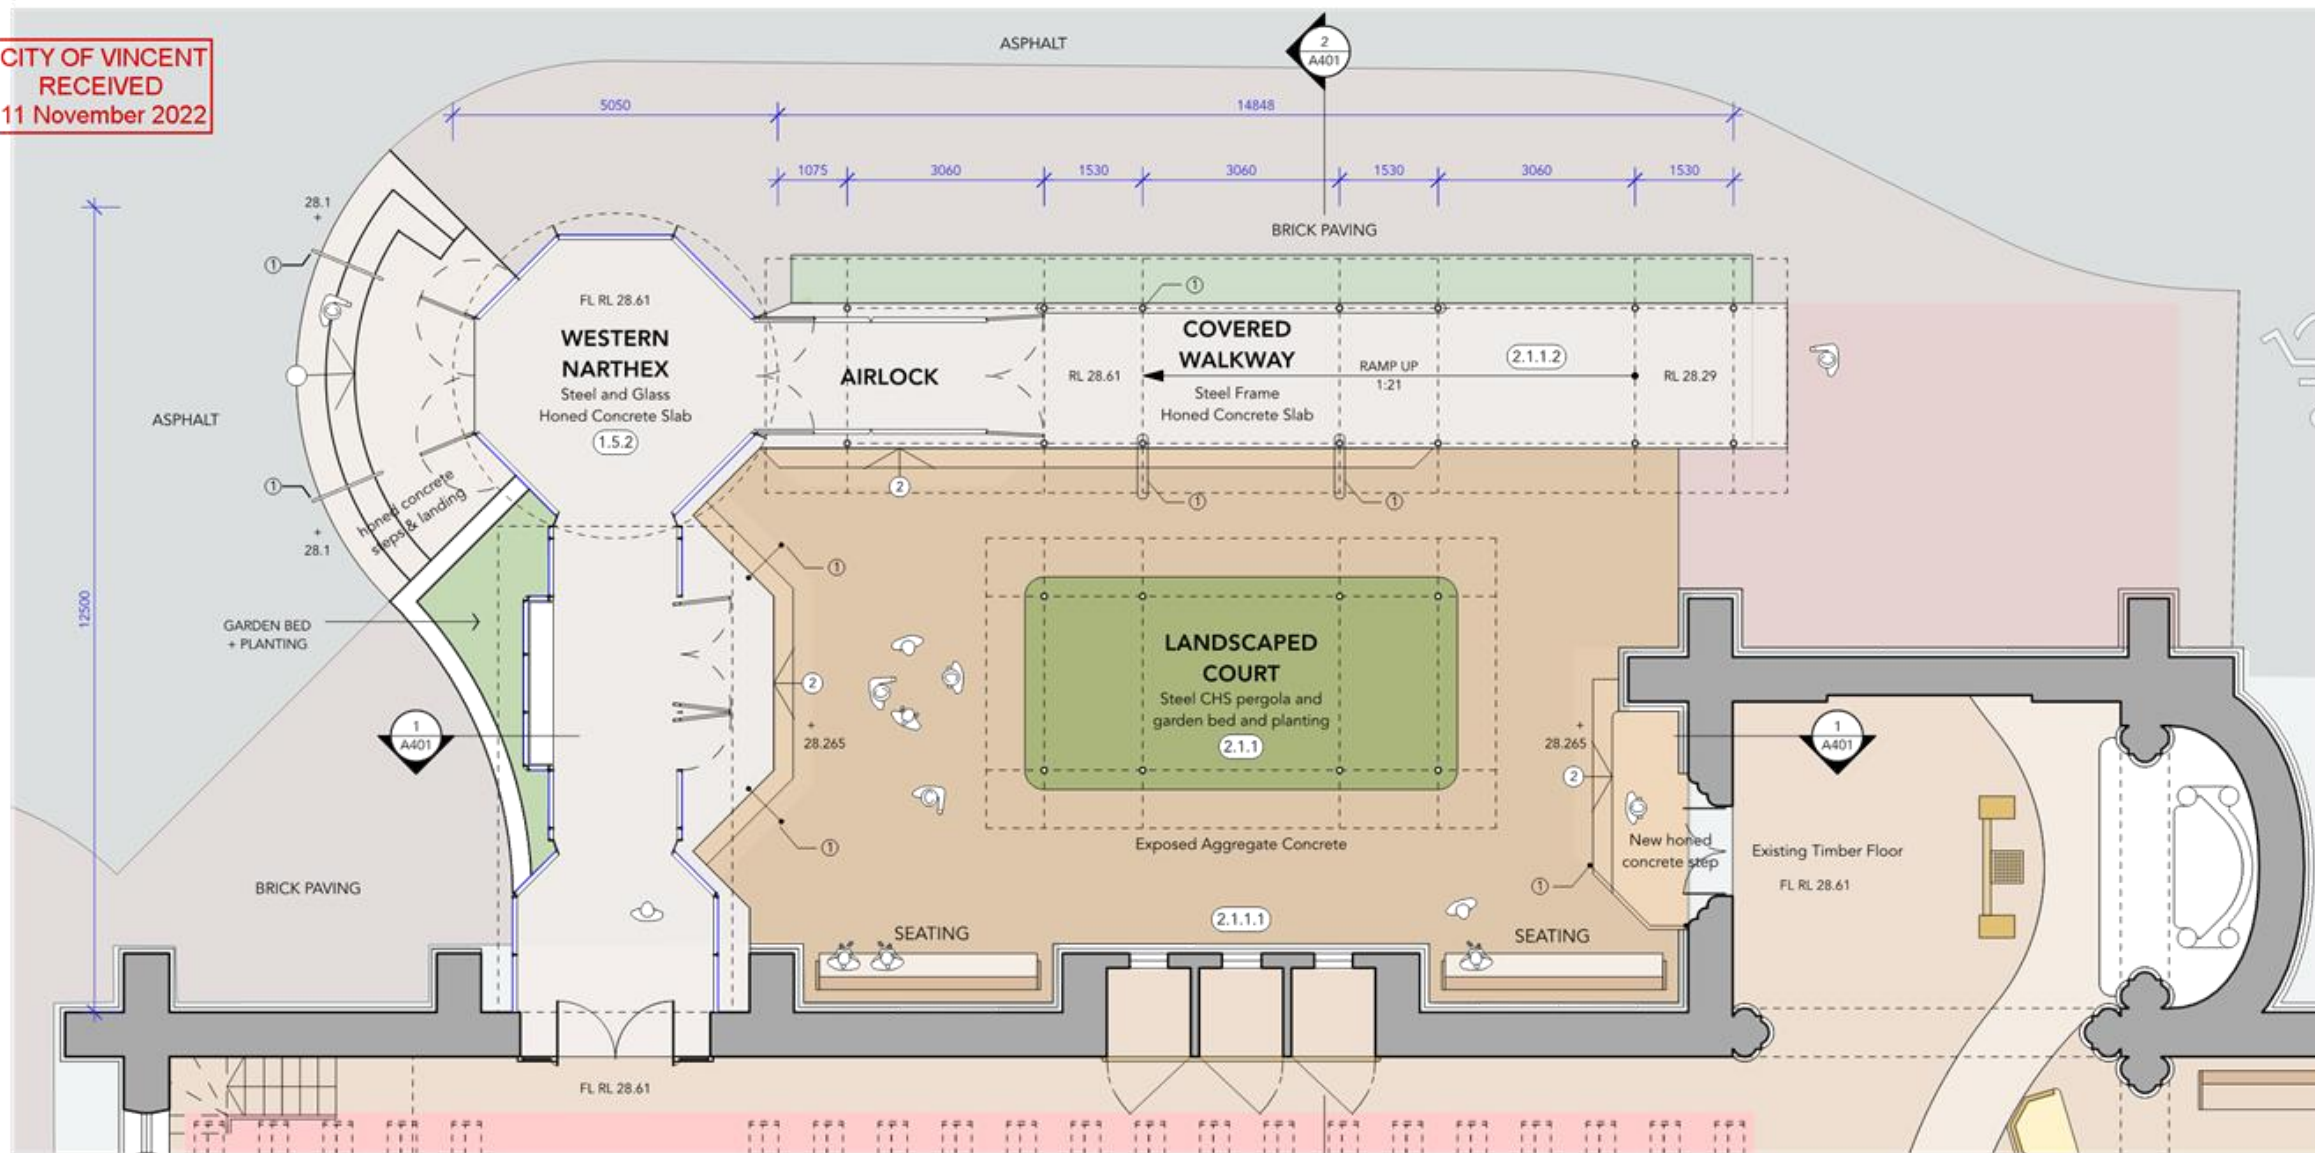 CITY OF VINCENT
RECEIVED
11 November 2022
ASPHALT
2
A401
5050
14848
1075
3060
1530
3060
1530
3060
1530
BRICK PAVING
28.1
1
FL RL 28.61
WESTERN
NARTHEX
Steel and Glass
Honed Concrete Slab
1.5.2
AIRLOCK
RL 28.61
1
COVERED
WALKWAY
Steel Frame
Honed Concrete Slab
RAMP UP
1:21
2.1.1.2
RL 28.29
ASPHALT
1
honed concrete
steps & landing
28.1
2
1
1
12500
GARDEN BED
+ PLANTING
1
A401
1
2
28.265
1
LANDSCAPED
COURT
Steel CHS pergola and
garden bed and planting
2.1.1
Exposed Aggregate Concrete
28.265
2
1
A401
New honed
concrete step
1
Existing Timber Floor
FL RL 28.61
BRICK PAVING
SEATING
2.1.1.1
SEATING
FL RL 28.61